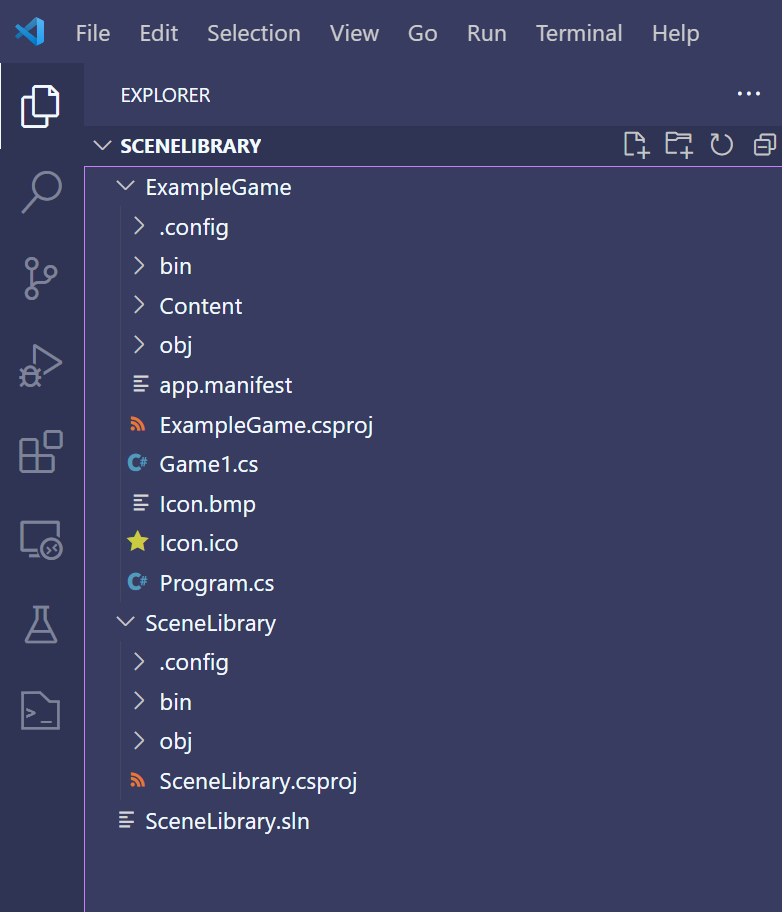 File Edit Selection View Go Run Terminal Help
EXPLORER
SCENELIBRARY
ExampleGame
.config
bin
Content
obj
app.manifest
ExampleGame.csproj
Game1.cs
Icon.bmp
Icon.ico
Program.cs
SceneLibrary
.config
bin
obj
SceneLibrary.csproj
SceneLibrary.sln